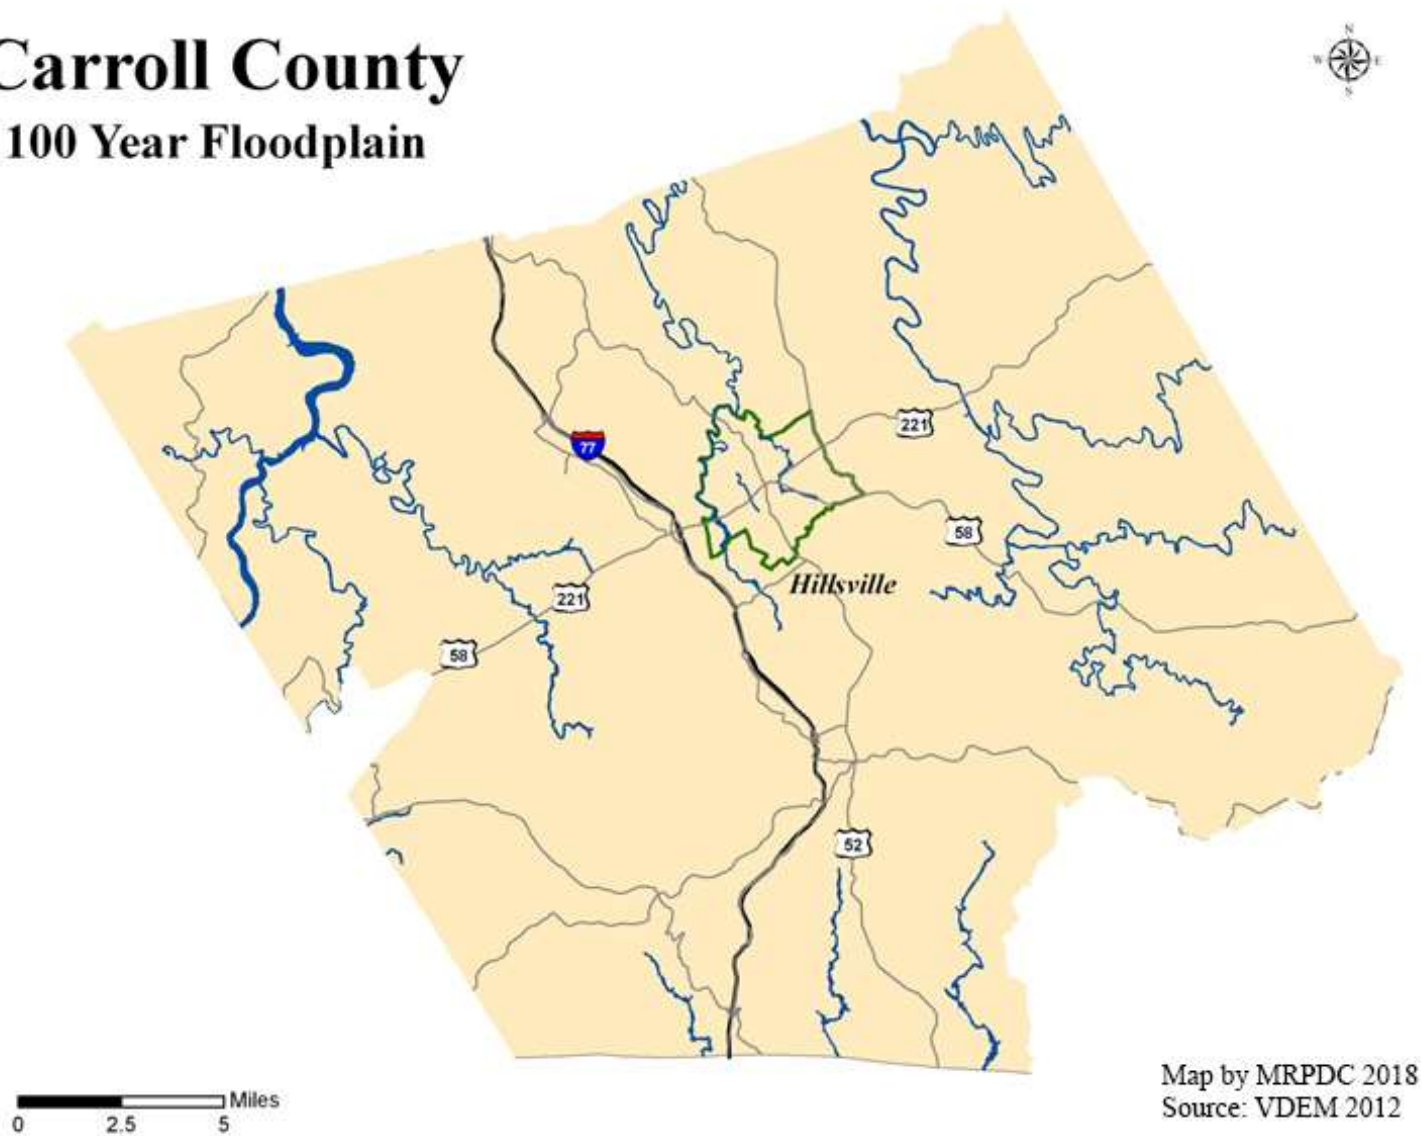 Carroll County
100 Year Floodplain
N
W E
S
77
221
58
Hillsville
221
58
52
Miles
0 2.5 5
Map by MRPDC 2018
Source: VDEM 2012